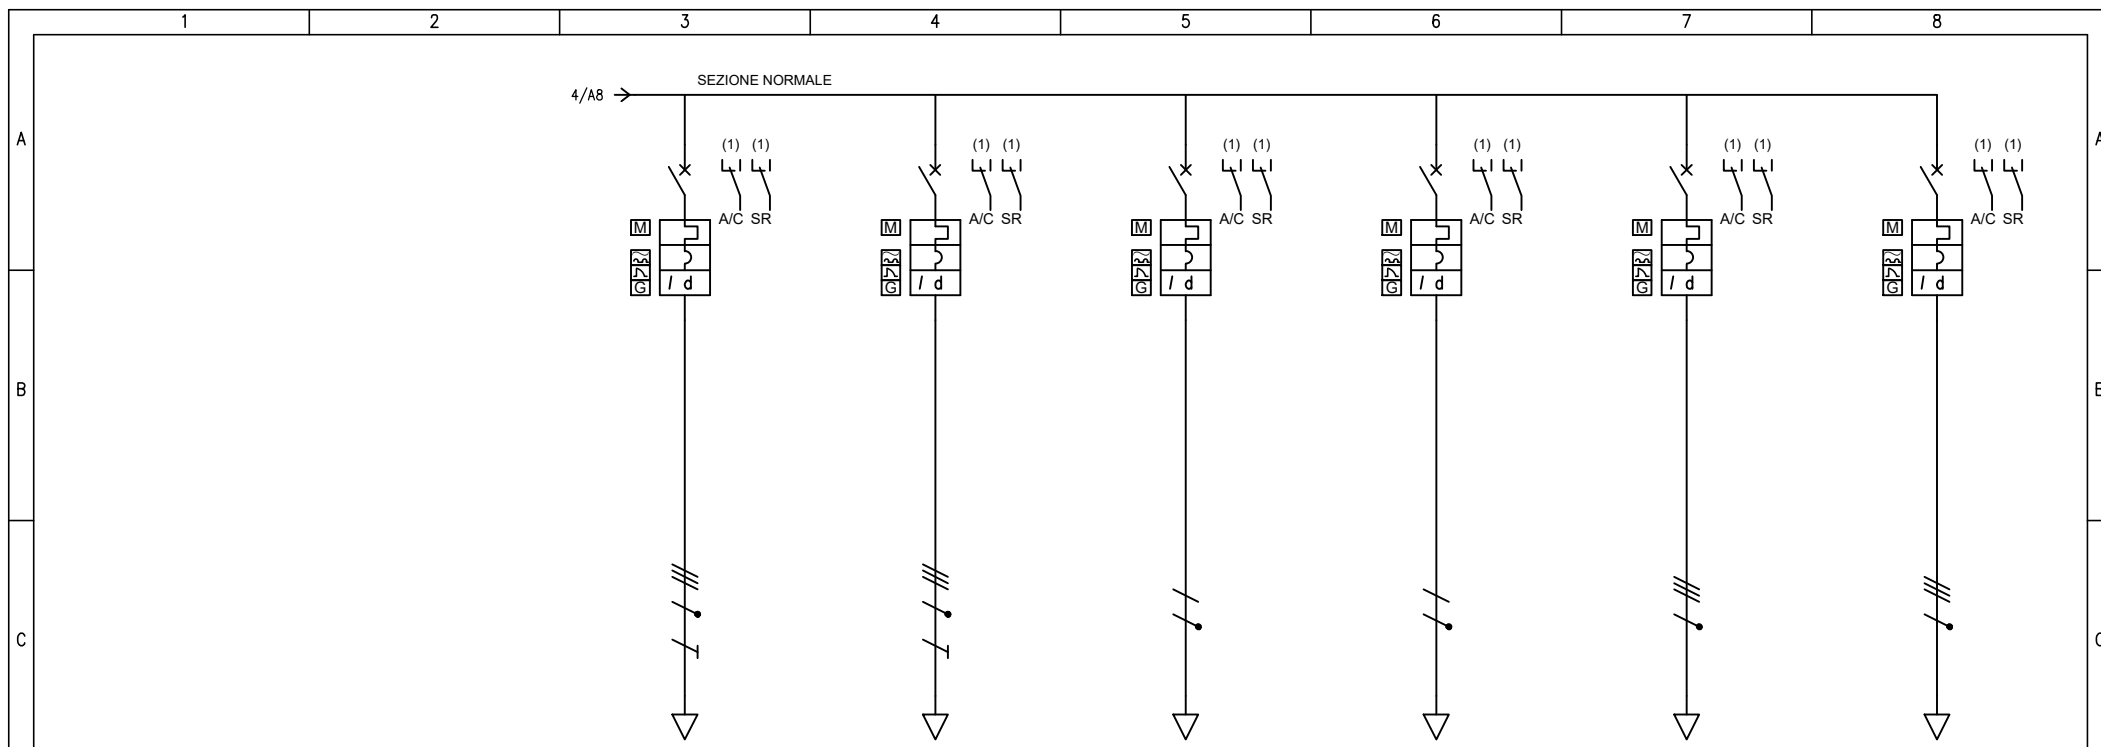 1 2 3 4 5 6 7 8
SEZIONE NORMALE
4/A8
A A
(1) (1) (1) (1) (1) (1) (1) (1) (1) (1) (1) (1)
A/C SR A/C SR A/C SR A/C SR A/C SR A/C SR
M M M M M M
I d I d I d I d I d I d
G G G G G G
B B
C C